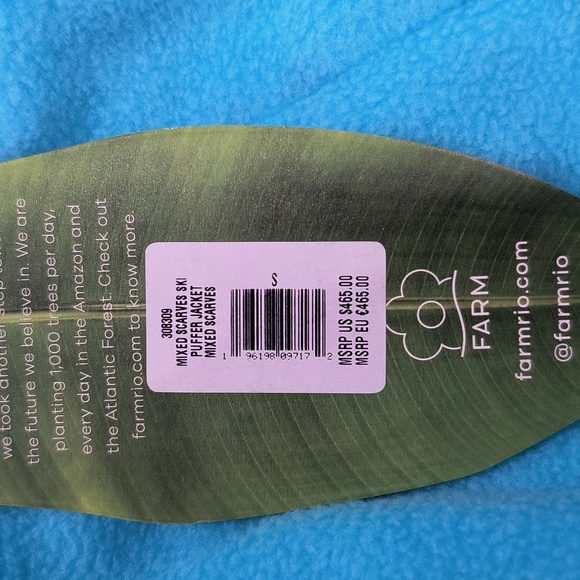 we took another step
the future we believe in. We are
planting 1,000 trees per day,
every day in the Amazon and
the Atlantic Forest. Check out
farmrio.com to know more.
308309
MIXED SCARVES SKI
PUFFER JACKET
MIXED SCARVES
S
1 96198 09717 2
MSRP US $465.00
MSRP EU €465.00
FARM
farmrio.com
@farmrio